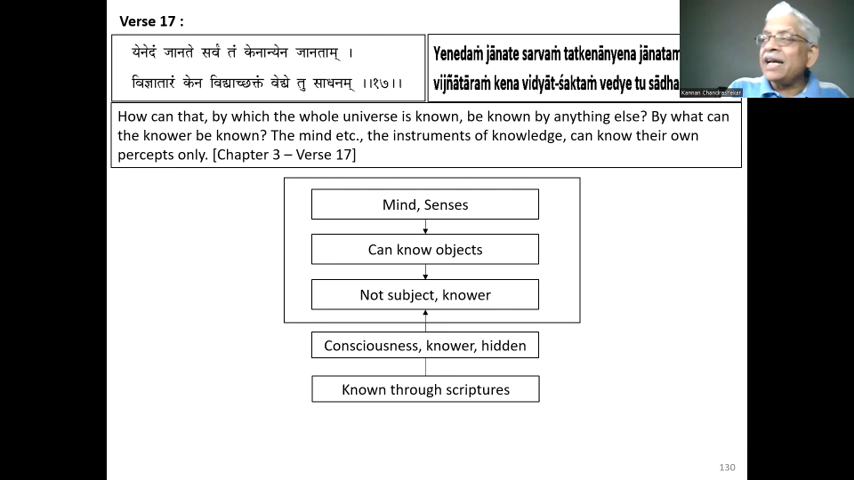 Verse 17 :
येनेदं जानते सर्वं तं केनान्येन जानताम् ।
विज्ञातारं केन विद्याच्छक्तं वेद्ये तु साधनम् ।।१७।।
Yenedaṁ jānate sarvaṁ tatkenānyena jānatam
vijñātāraṁ kena vidyāt-śaktaṁ vedye tu sādha
Kannan Chandrasekar
How can that, by which the whole universe is known, be known by anything else? By what can
the knower be known? The mind etc., the instruments of knowledge, can know their own
percepts only. [Chapter 3 – Verse 17]
Mind, Senses
Can know objects
Not subject, knower
Consciousness, knower, hidden
Known through scriptures
130